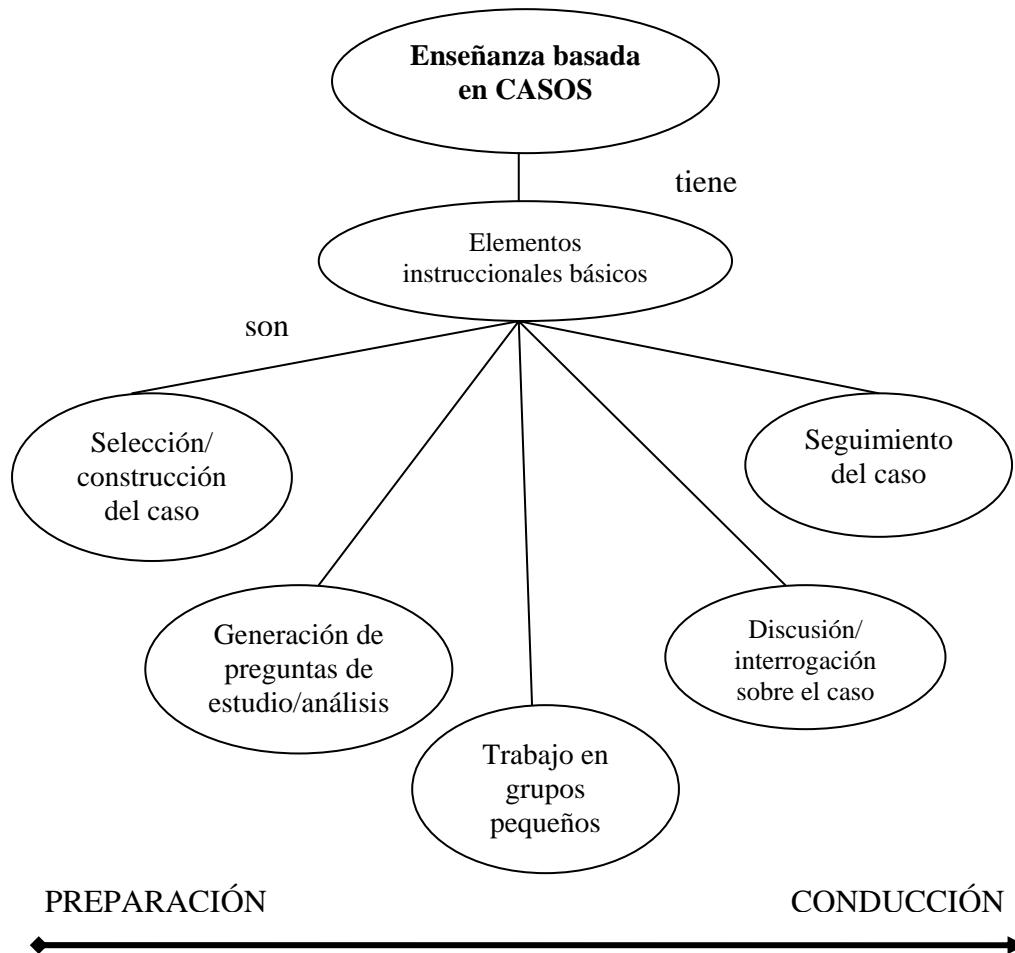 Enseñanza basada
en CASOS
tiene
Elementos
instruccionales básicos
son
Selección/
construcción
del caso
Seguimiento
del caso
Generación de
preguntas de
estudio/análisis
Discusión/
interrogación
sobre el caso
Trabajo en
grupos
pequeños
PREPARACIÓN
CONDUCCIÓN